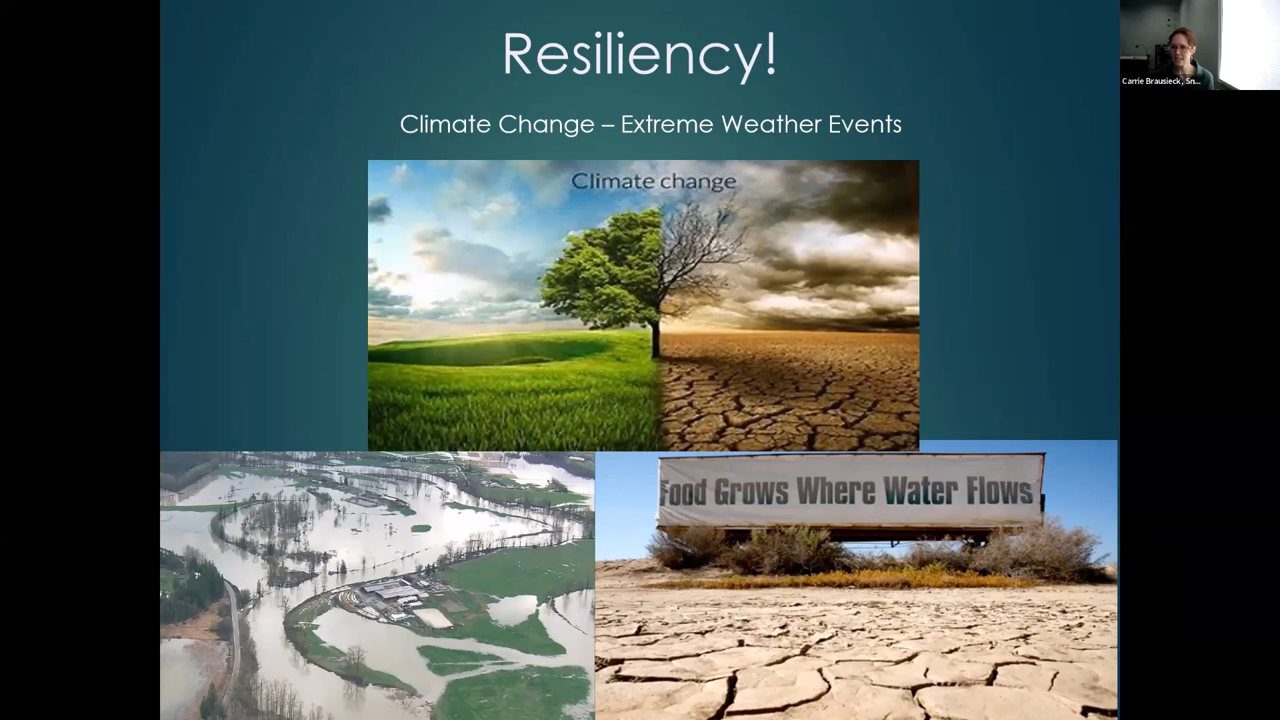 Resiliency!
Climate Change – Extreme Weather Events
Climate change
Food Grows Where Water Flows
Carrie Brausieck, Sn...